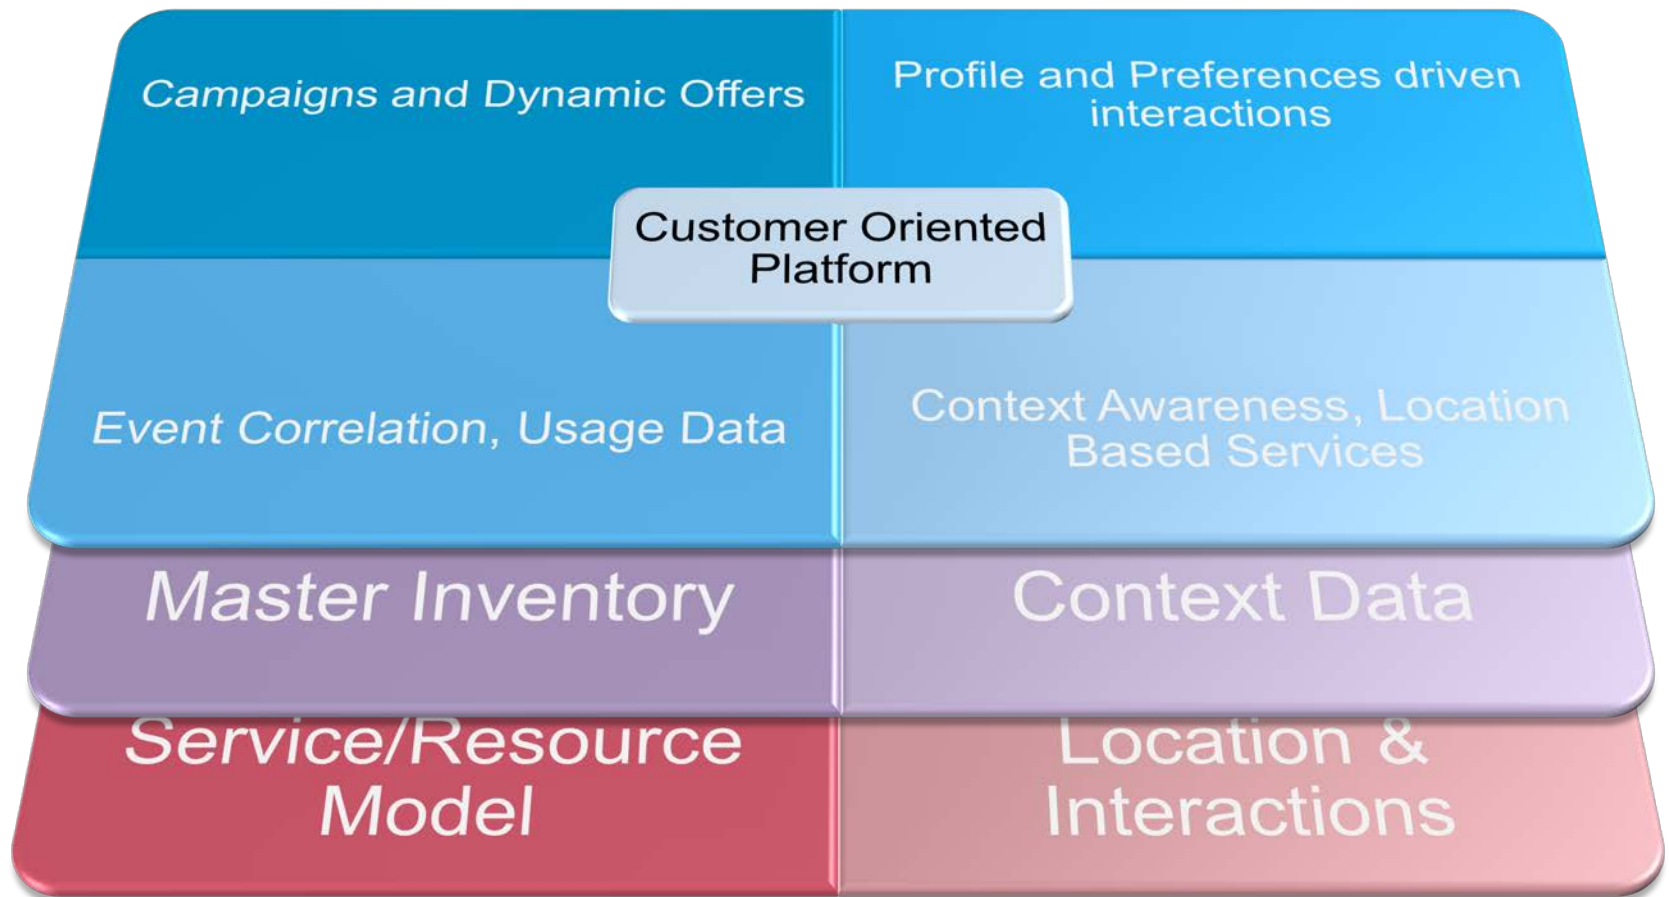 Campaigns and Dynamic Offers
Profile and Preferences driven
interactions
Customer Oriented
Platform
Event Correlation, Usage Data
Context Awareness, Location
Based Services
Master Inventory
Context Data
Service/Resource
Model
Location &
Interactions